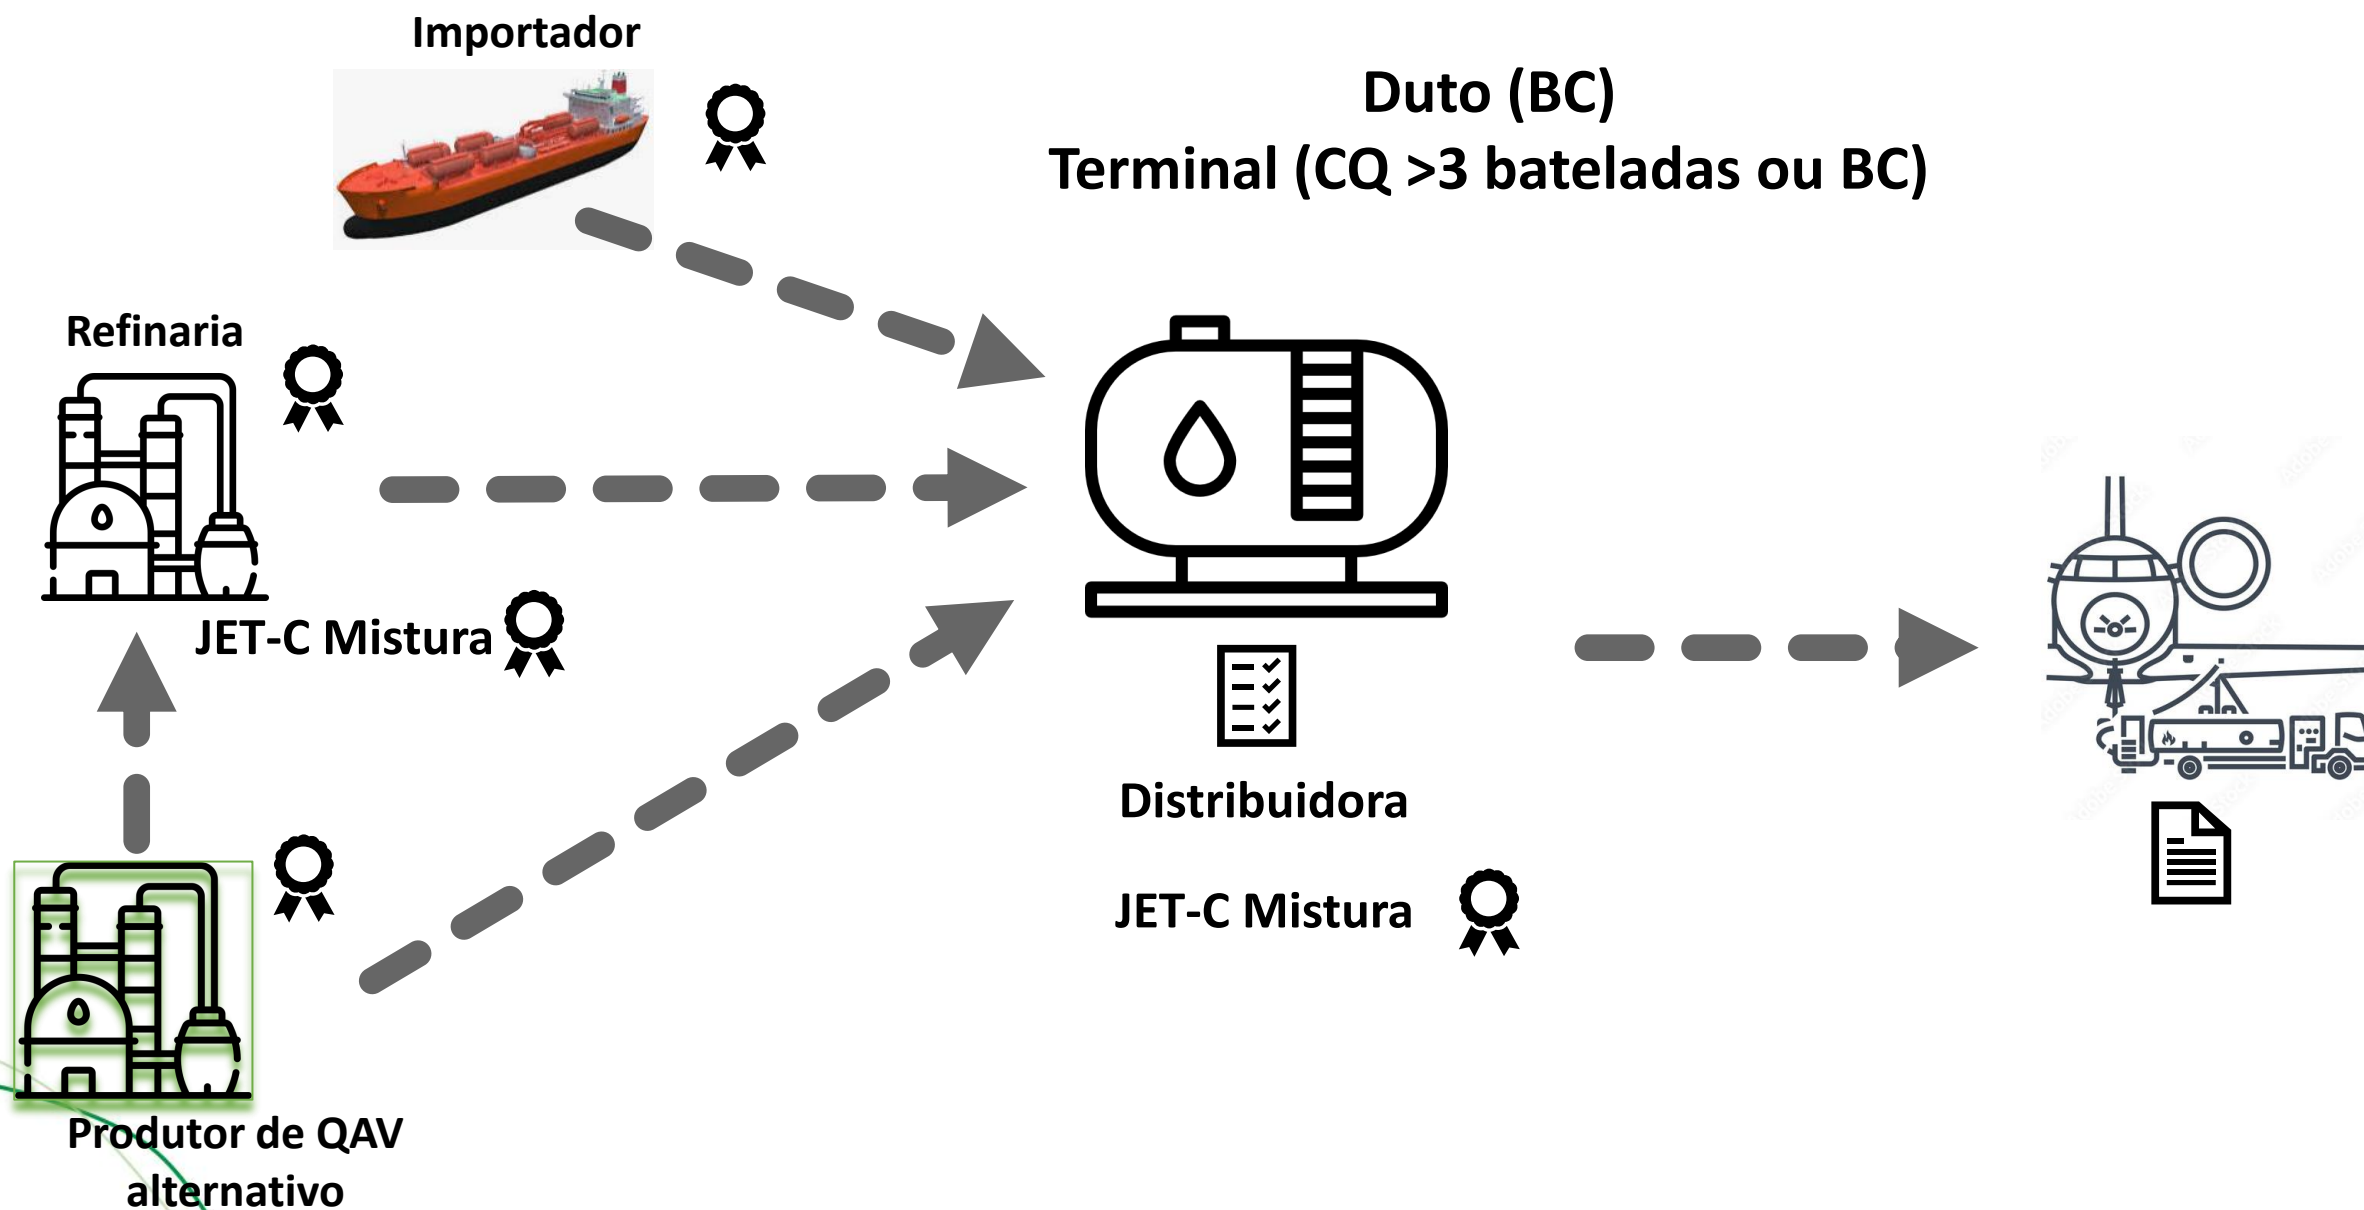 Importador
Duto (BC)
Terminal (CQ >3 bateladas ou BC)
Refinaria
JET-C Mistura
Distribuidora
JET-C Mistura
Produtor de QAV
alternativo